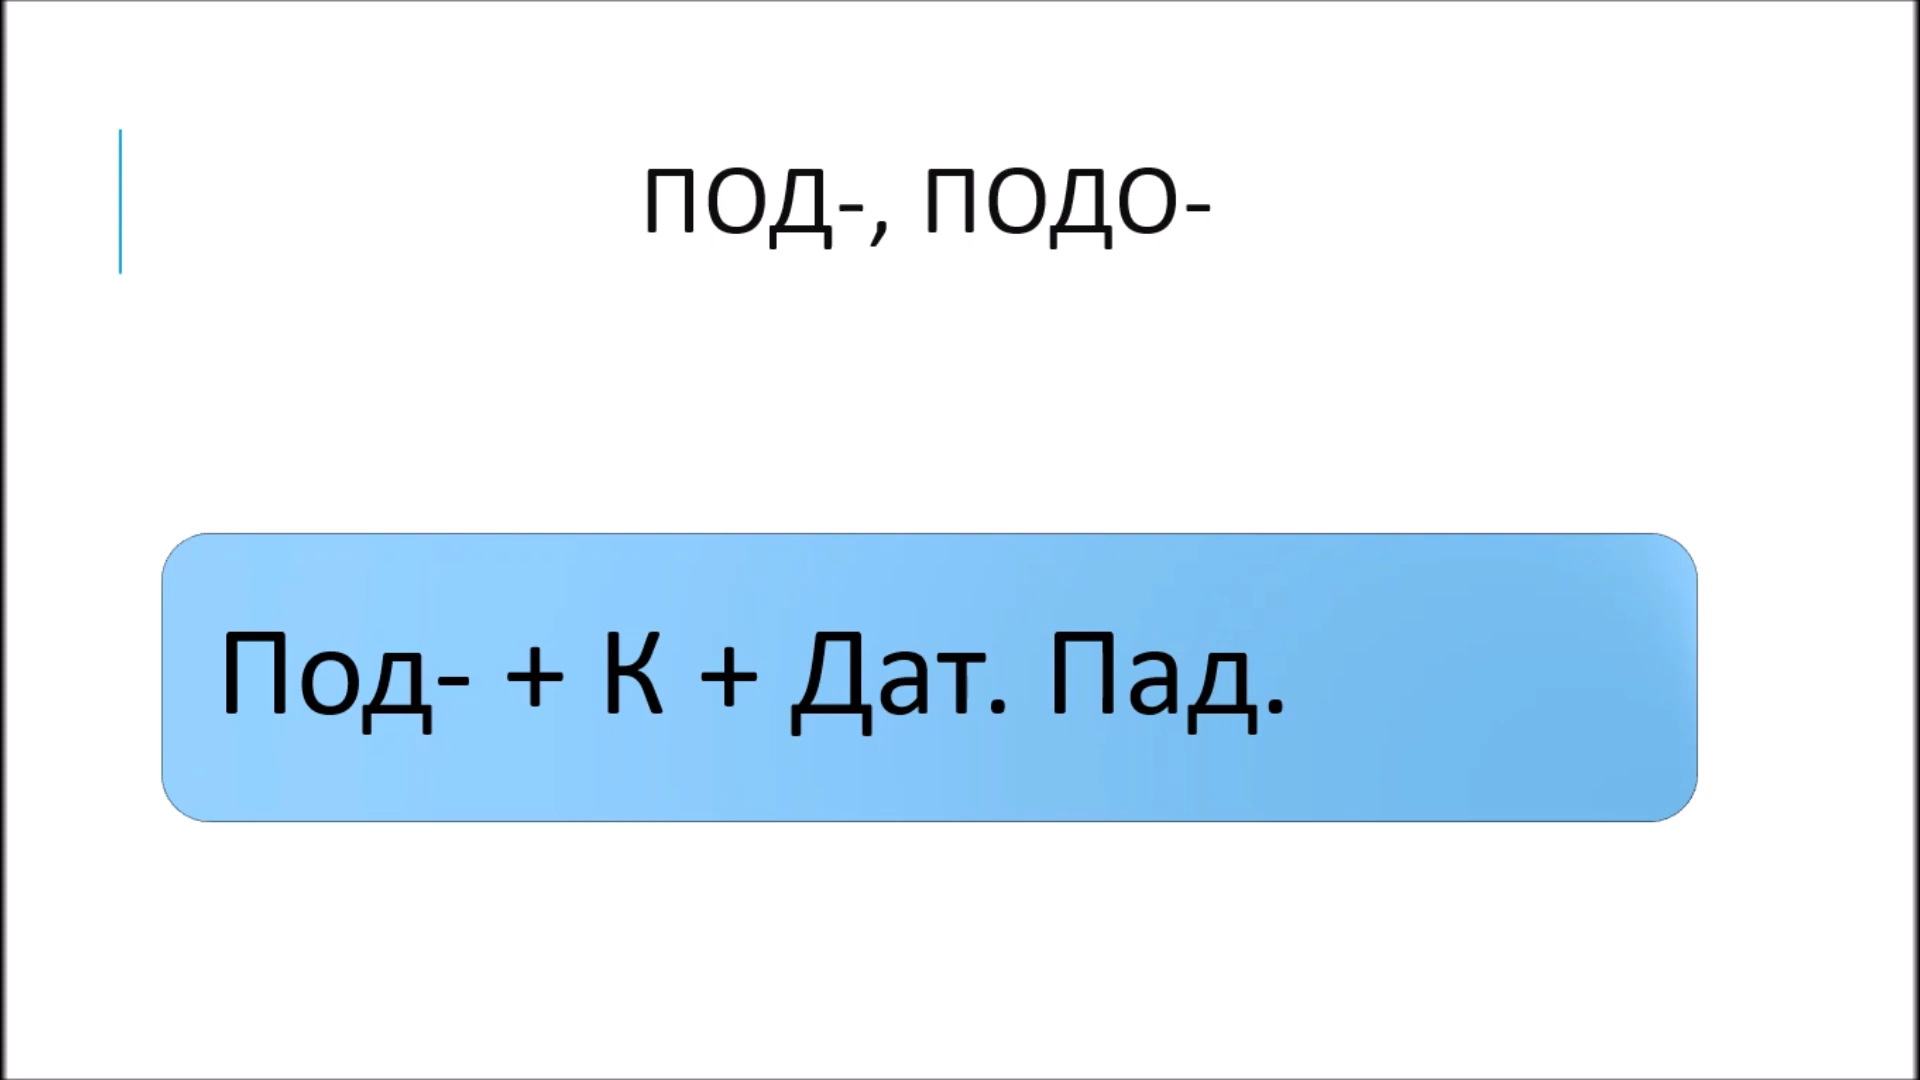 ПОД-, ПОДО-
Под- + К + Дат. Пад.